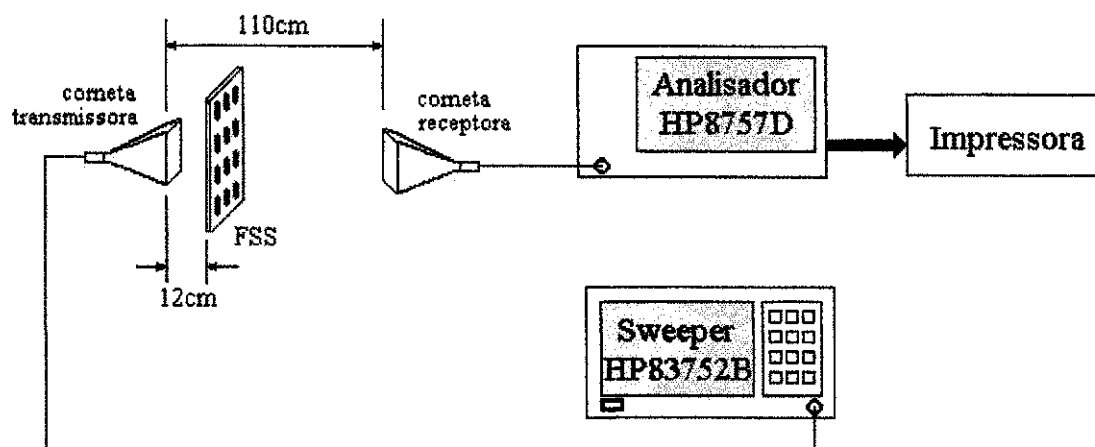 110cm
corneta
transmissora
corneta
receptora
FSS
12cm
Analisador
HP8757D
Impressora
Sweeper
HP83752B